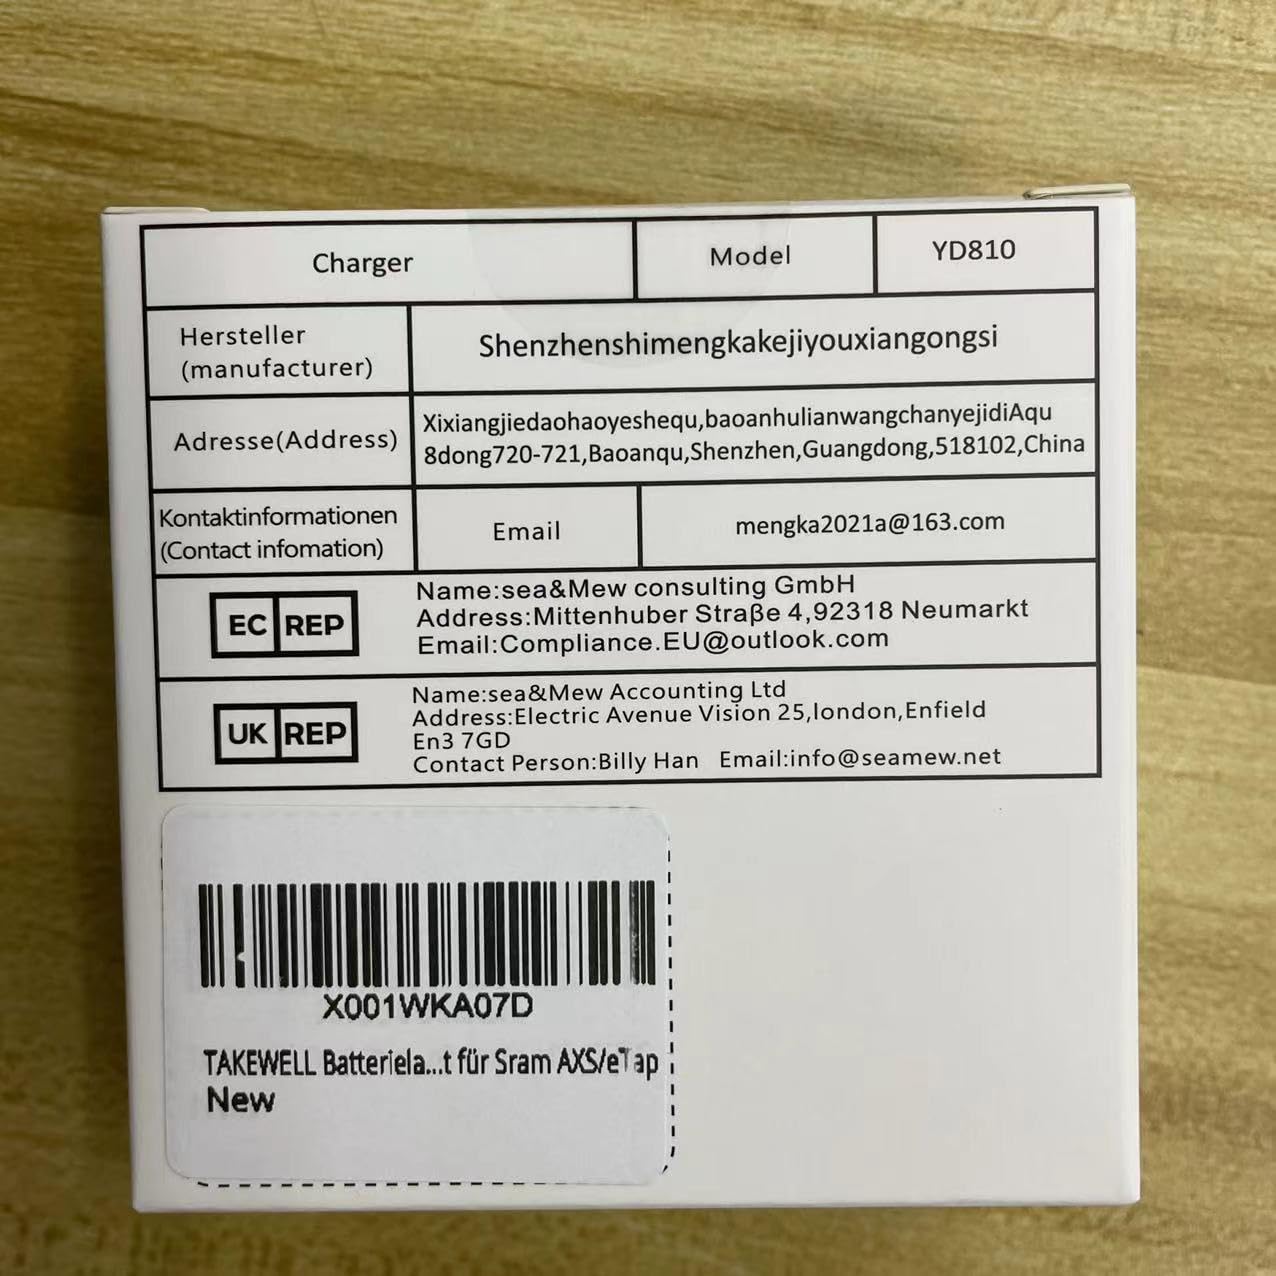 Charger
Model
YD810
Hersteller
(manufacturer)
Shenzhenshimengkakejiyouxiangongsi
Adresse(Address)
Xixiangjiedaohaoyeshequ,baoanhulianwangchanyejidiAqu
8dong720-721,Baoanqu,Shenzhen,Guangdong,518102,China
Kontaktinformationen
(Contact infomation)
Email
mengka2021a@163.com
EC REP
Name:sea&Mew consulting GmbH
Address:Mittenhuber Straβe 4,92318 Neumarkt
Email:Compliance.EU@outlook.com
UK REP
Name:sea&Mew Accounting Ltd
Address:Electric Avenue Vision 25,london,Enfield
En3 7GD
Contact Person:Billy Han Email:info@seamew.net
X001WKA07D
TAKEWELL Batteriela...t für Sram AXS/eTap
New